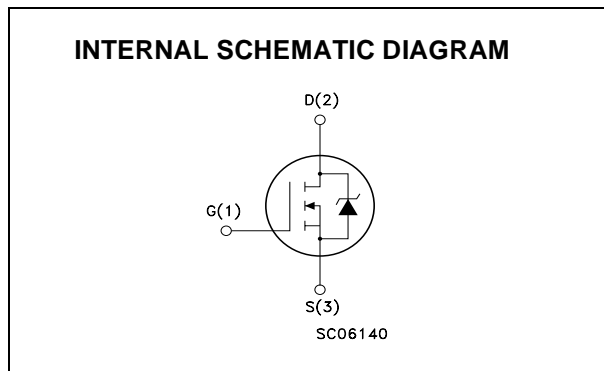 INTERNAL SCHEMATIC DIAGRAM
D(2)
G(1)
S(3)
SC06140